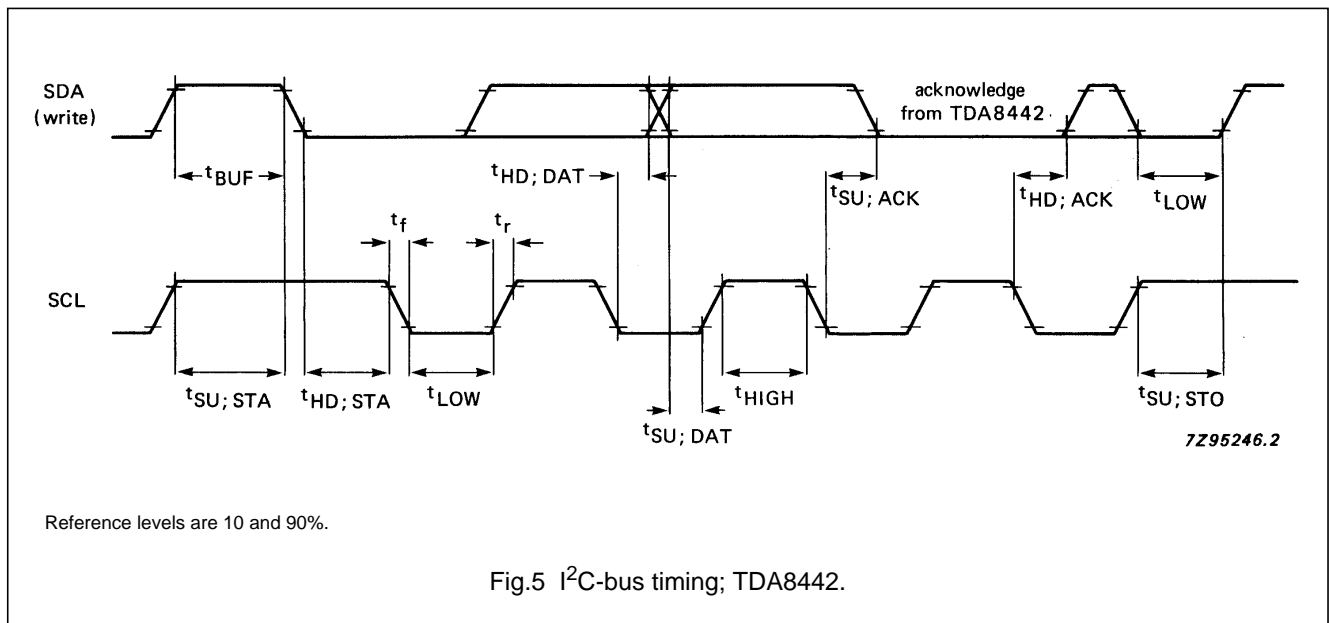 SDA
(write)
acknowledge
from TDA8442
tBUF
tHD; DAT
tSU; ACK
tHD; ACK
tLOW
tf
tr
SCL
tSU; STA
tHD; STA
tLOW
tHIGH
tSU; DAT
tSU; STO
7Z95246.2
Reference levels are 10 and 90%.
Fig.5 I²C-bus timing; TDA8442.